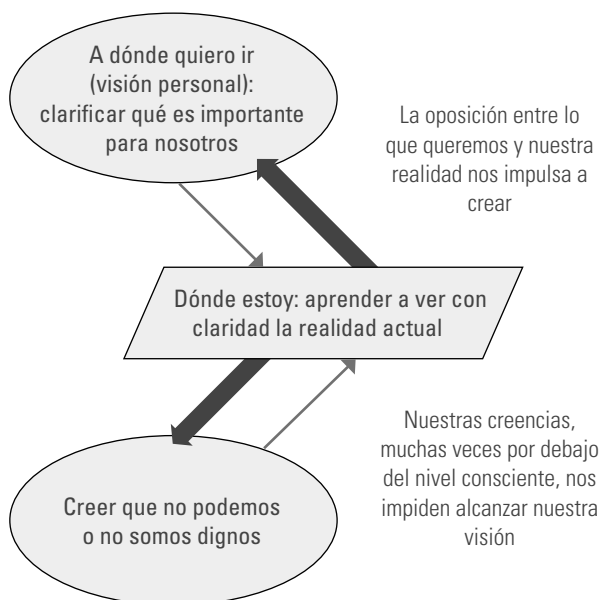 A dónde quiero ir
(visión personal):
clarificar qué es importante
para nosotros
La oposición entre lo
que queremos y nuestra
realidad nos impulsa a
crear
Dónde estoy: aprender a ver con
claridad la realidad actual
Nuestras creencias,
muchas veces por debajo
del nivel consciente, nos
impiden alcanzar nuestra
visión
Creer que no podemos
o no somos dignos